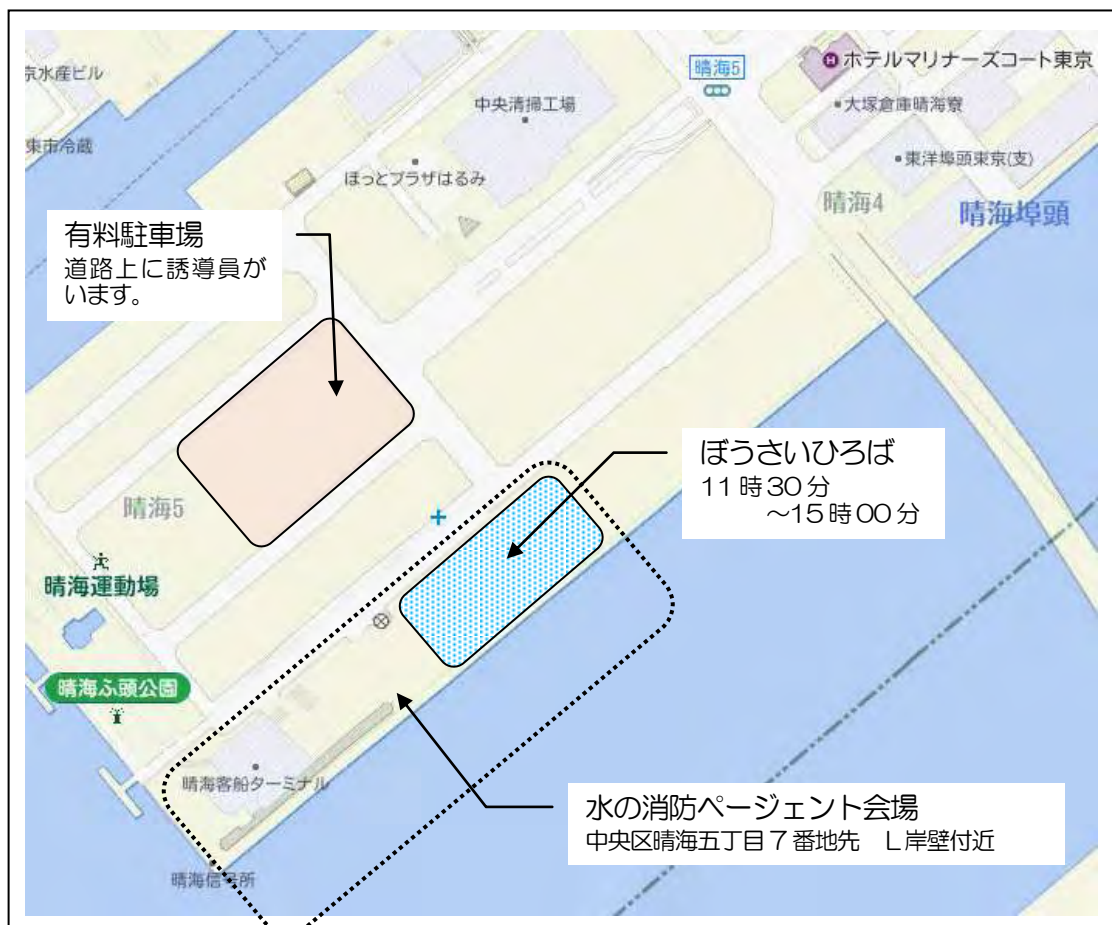 京水産ビル
晴海5
ホテルマリナーズコート東京
中央清掃工場
大塚倉庫晴海寮
東市冷蔵
東洋埠頭東京(支)
ほっとプラザはるみ
晴海4
晴海埠頭
有料駐車場
道路上に誘導員が
います。
ぼうさいひろば
11時30分
~15時00分
晴海5
晴海運動場
晴海ふ頭公園
晴海客船ターミナル
水の消防ページェント会場
中央区晴海五丁目7番地先 L岸壁付近
晴海信号所